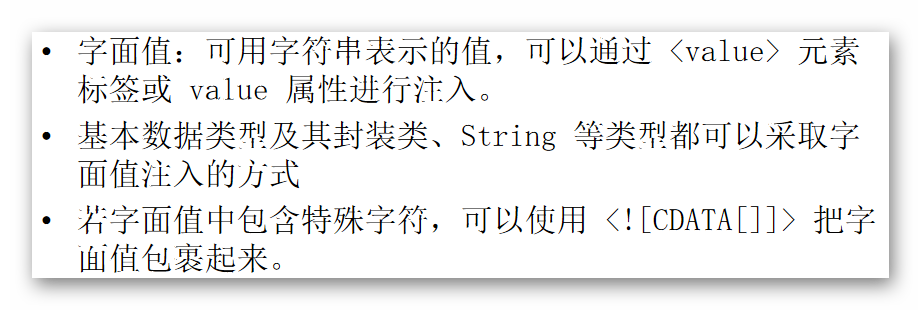 • 字面值：可用字符串表示的值，可以通过 <value> 元素
标签或 value 属性进行注入。
• 基本数据类型及其封装类、String 等类型都可以采取字
面值注入的方式
• 若字面值中包含特殊字符，可以使用 <![CDATA[]]> 把字
面值包裹起来。